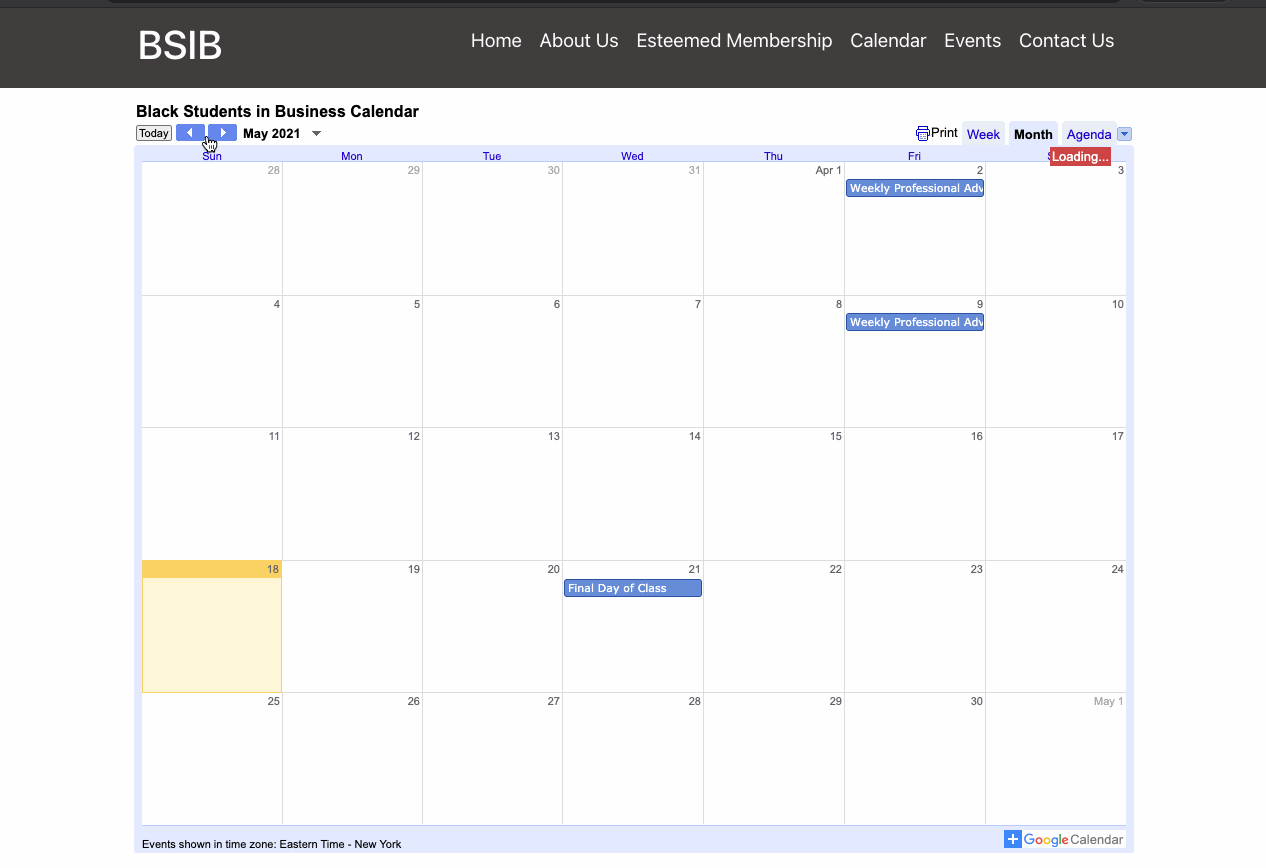 BSIB
Home About Us Esteemed Membership Calendar Events Contact Us
Black Students in Business Calendar
Today May 2021 Print Week Month Agenda
Sun Mon Tue Wed Thu Fri S
Loading...
28 29 30 31 Apr 1 2 3
Weekly Professional Adv
4 5 6 7 8 9 10
Weekly Professional Adv
11 12 13 14 15 16 17
18 19 20 21 22 23 24
Final Day of Class
25 26 27 28 29 30 May 1
Events shown in time zone: Eastern Time - New York
Google Calendar